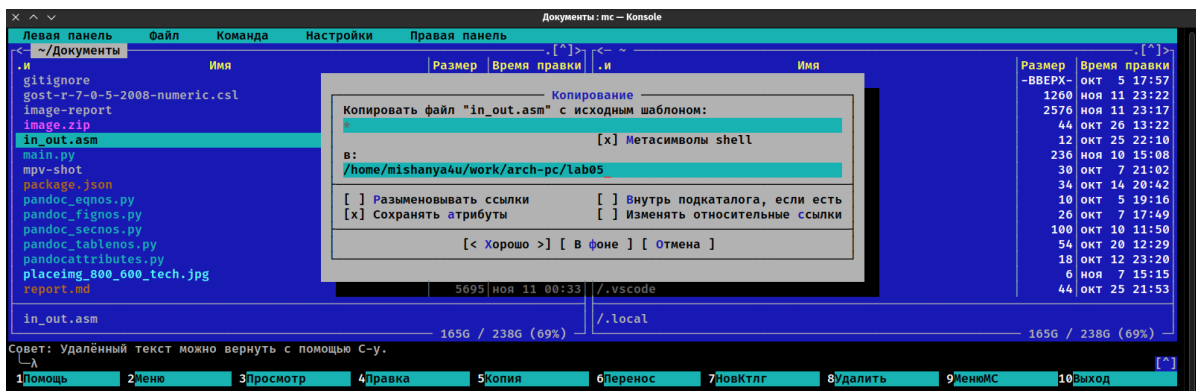 Документы : mc — Konsole
Левая панель Файл Команда Настройки Правая панель
<— ~/Документы .[^]> <— ~ .[^]>
.и Имя Размер Время правки .и Имя Размер Время правки
gitignore -ВВЕРХ- окт 5 17:57
gost-r-7-0-5-2008-numeric.csl 1260 ноя 11 23:22
image-report 2576 ноя 11 23:17
image.zip 44 окт 26 13:22
in_out.asm 12 окт 25 22:10
main.py 236 ноя 10 15:08
mpv-shot 30 окт 7 21:02
package.json 34 окт 14 20:42
pandoc_eqnos.py 10 окт 5 19:16
pandoc_fignos.py 26 окт 7 17:49
pandoc_secnos.py 100 окт 10 11:50
pandoc_tablenos.py 54 окт 20 12:29
pandocattributes.py 18 окт 12 23:20
placeimg_800_600_tech.jpg 6 ноя 7 15:15
report.md 5695 ноя 11 00:33 /.vscode 44 окт 25 21:53
in_out.asm /.local
165G / 238G (69%) 165G / 238G (69%)
Копирование
Копировать файл "in_out.asm" с исходным шаблоном:
*
[x] Метасимволы shell
в:
/home/mishanya4u/work/arch-pc/lab05_
[ ] Разыменовывать ссылки [ ] Внутрь подкаталога, если есть
[x] Сохранять атрибуты [ ] Изменять относительные ссылки
[< Хорошо >] [ В фоне ] [ Отмена ]
Совет: Удалённый текст можно вернуть с помощью C-y.
λ [^]
1Помощь 2Меню 3Просмотр 4Правка 5Копия 6Перенос 7НовКтлг 8Удалить 9МенюMC 10Выход